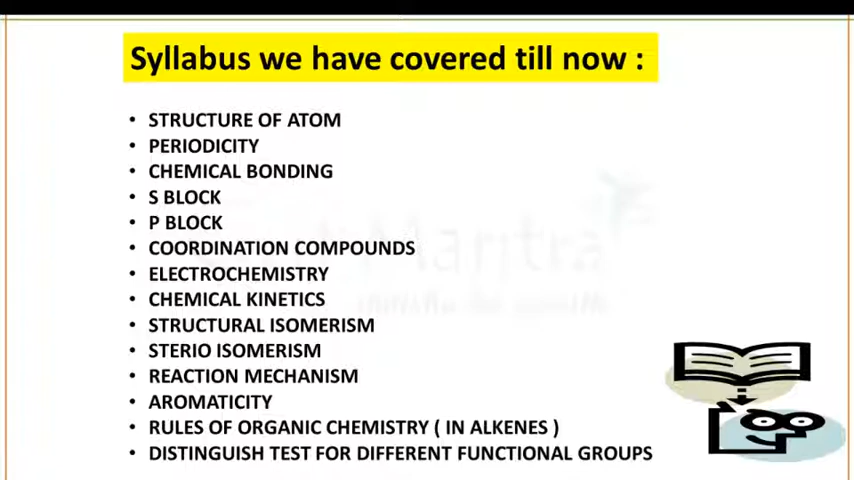 Syllabus we have covered till now :
• STRUCTURE OF ATOM
• PERIODICITY
• CHEMICAL BONDING
• S BLOCK
• P BLOCK
• COORDINATION COMPOUNDS
• ELECTROCHEMISTRY
• CHEMICAL KINETICS
• STRUCTURAL ISOMERISM
• STERIO ISOMERISM
• REACTION MECHANISM
• AROMATICITY
• RULES OF ORGANIC CHEMISTRY ( IN ALKENES )
• DISTINGUISH TEST FOR DIFFERENT FUNCTIONAL GROUPS